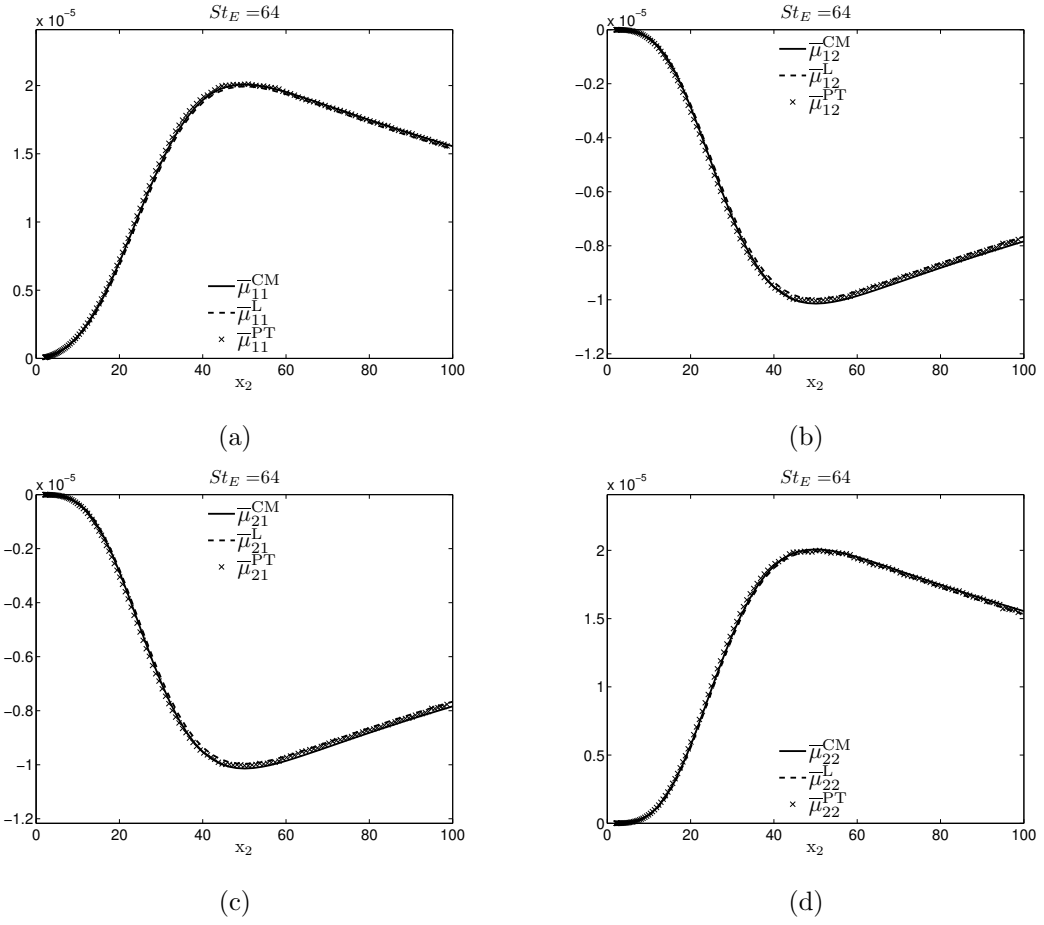 x 10⁻⁵
St_E =64
2
1.5
1
0.5
0
0 20 40 60 80 100
x₂
μ̅₁₁^CM
μ̅₁₁^L
μ̅₁₁^PT
(a)
x 10⁻⁵
St_E =64
0
−0.2
−0.4
−0.6
−0.8
−1
−1.2
0 20 40 60 80 100
x₂
μ̅₁₂^CM
μ̅₁₂^L
μ̅₁₂^PT
(b)
x 10⁻⁵
St_E =64
0
−0.2
−0.4
−0.6
−0.8
−1
−1.2
0 20 40 60 80 100
x₂
μ̅₂₁^CM
μ̅₂₁^L
μ̅₂₁^PT
(c)
x 10⁻⁵
St_E =64
2
1.5
1
0.5
0
0 20 40 60 80 100
x₂
μ̅₂₂^CM
μ̅₂₂^L
μ̅₂₂^PT
(d)